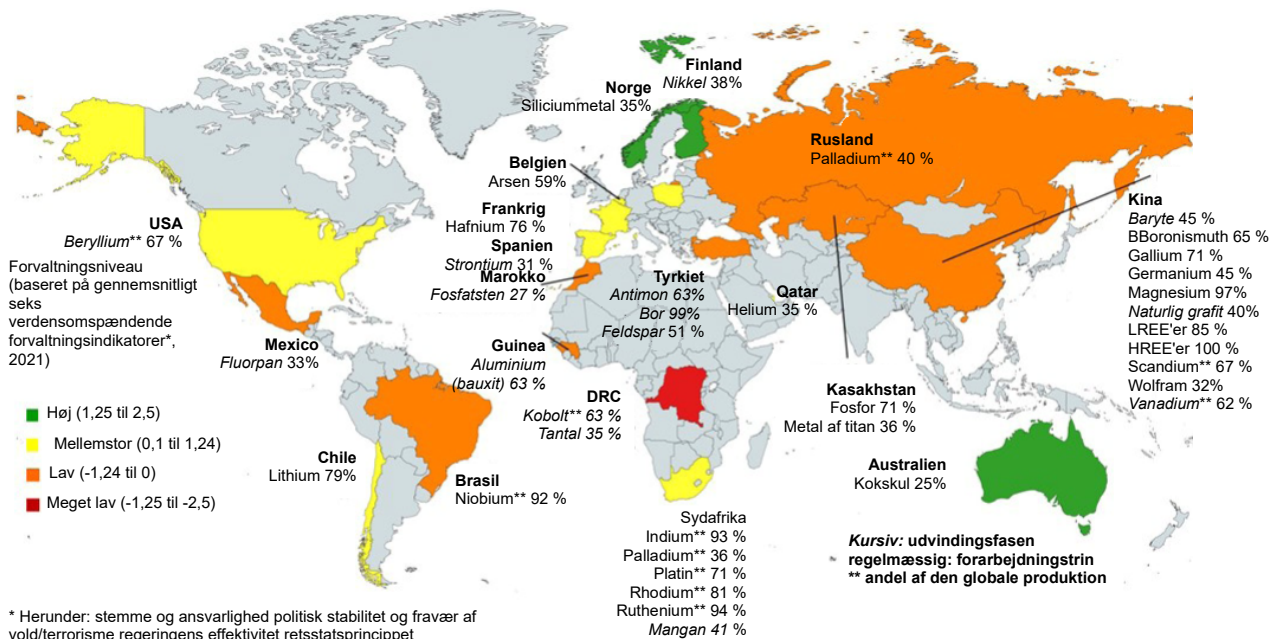 Finland
Nikkel 38%
Norge
Siliciummetal 35%
Rusland
Palladium** 40 %
Belgien
Arsen 59%
Frankrig
Hafnium 76 %
Spanien
Strontium 31 %
Marokko
Fosfatsten 27 %
USA
Beryllium** 67 %
Forvaltningsniveau
(baseret på gennemsnitligt
seks
verdensomspændende
forvaltningsindikatorer*,
2021)
Høj (1,25 til 2,5)
Mellemstor (0,1 til 1,24)
Lav (-1,24 til 0)
Meget lav (-1,25 til -2,5)
Mexico
Fluorpan 33%
Tyrkiet
Antimon 63%
Bor 99%
Feldspar 51 %
Qatar
Helium 35 %
Kina
Baryte 45 %
BBoronismuth 65 %
Gallium 71 %
Germanium 45 %
Magnesium 97%
Naturlig grafit 40%
LREE'er 85 %
HREE'er 100 %
Scandium** 67 %
Wolfram 32%
Vanadium** 62 %
Guinea
Aluminium
(bauxit) 63 %
DRC
Kobolt** 63 %
Tantal 35 %
Kasakhstan
Fosfor 71 %
Metal af titan 36 %
Chile
Lithium 79%
Brasil
Niobium** 92 %
Australien
Kokskul 25%
Sydafrika
Indium** 93 %
Palladium** 36 %
Platin** 71 %
Rhodium** 81 %
Ruthenium** 94 %
Mangan 41 %
Kursiv: udvindingsfasen
regelmæssig: forarbejdningstrin
** andel af den globale produktion
* Herunder: stemme og ansvarlighed politisk stabilitet og fravær af
vold/terrorisme regeringens effektivitet retsstatsprincippet